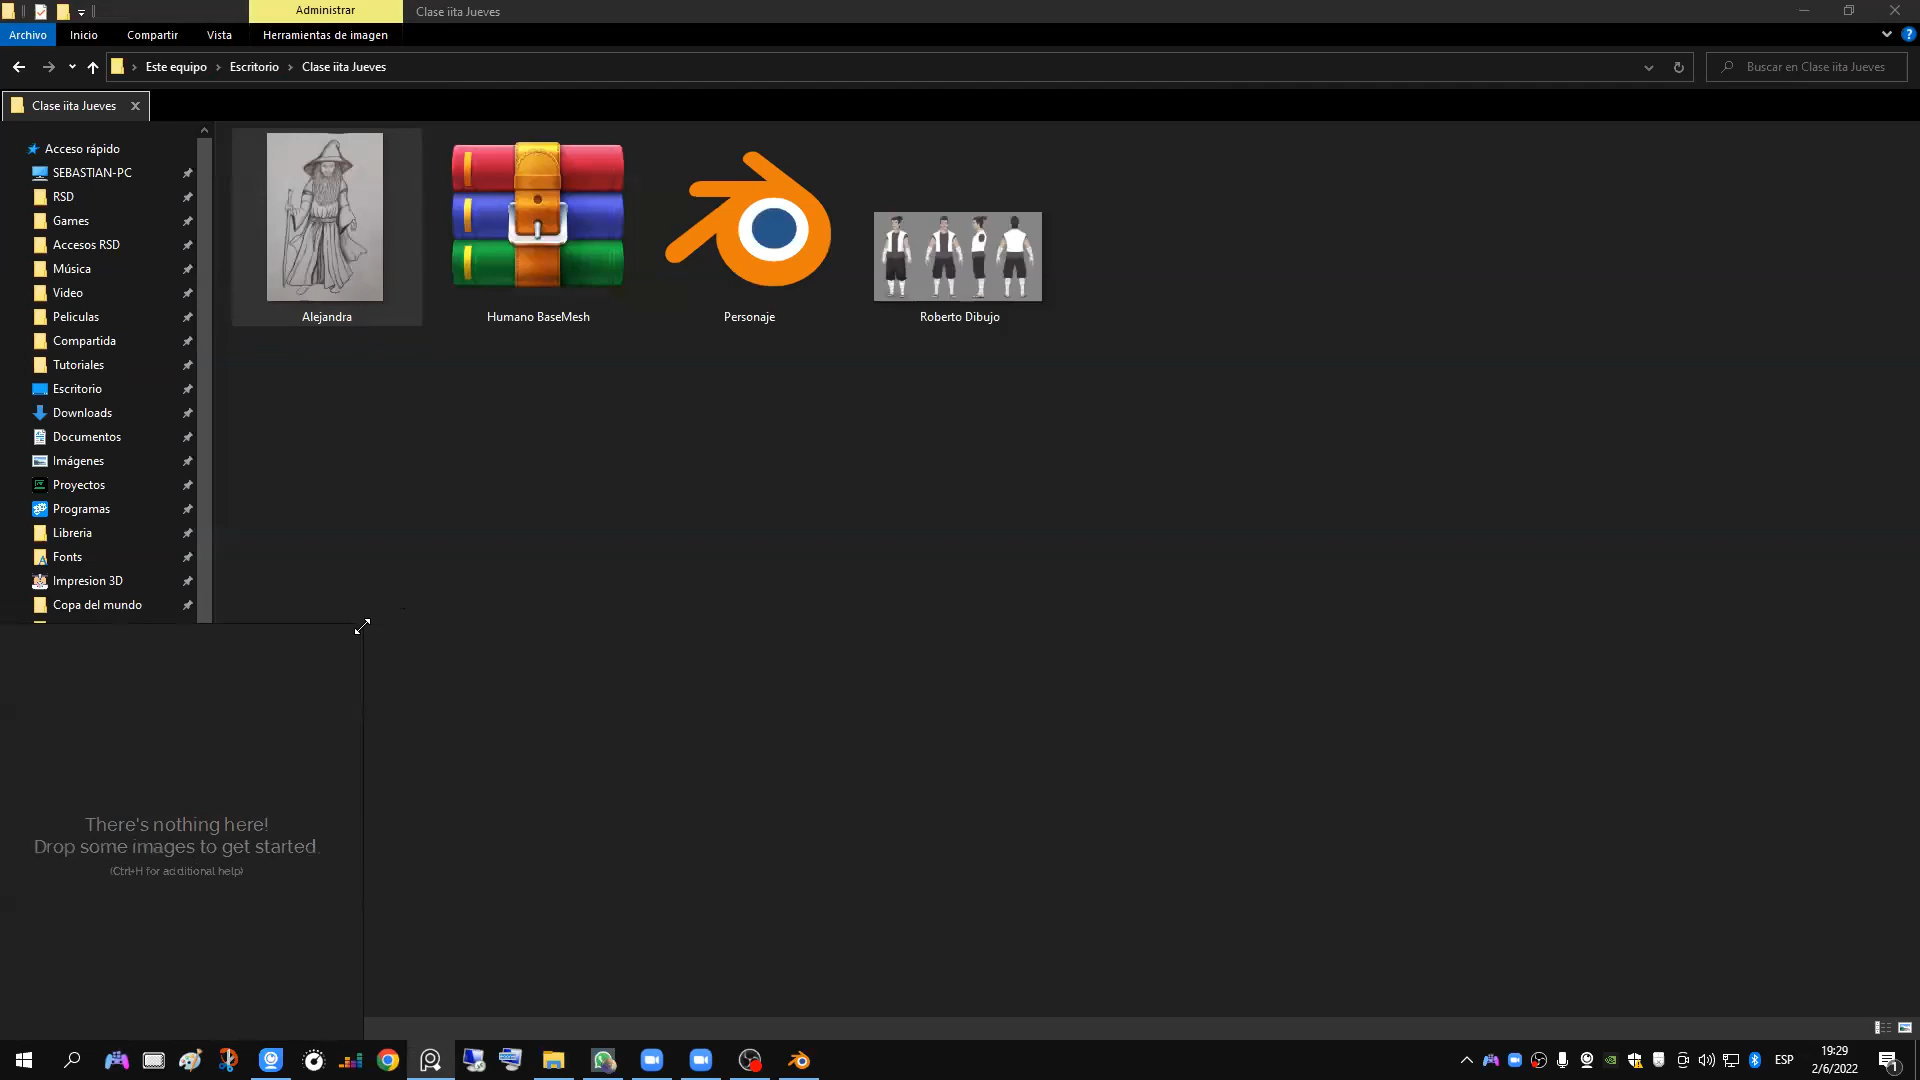 Administrar
Clase iita Jueves
Archivo
Inicio
Compartir
Vista
Herramientas de imagen
Este equipo
Escritorio
Clase iita Jueves
Buscar en Clase iita Jueves
Clase iita Jueves
Acceso rápido
SEBASTIAN-PC
RSD
Games
Accesos RSD
Música
Video
Peliculas
Compartida
Tutoriales
Escritorio
Downloads
Documentos
Imágenes
Proyectos
Programas
Libreria
Fonts
Impresion 3D
Copa del mundo
Alejandra
Humano BaseMesh
Personaje
Roberto Dibujo
There's nothing here!
Drop some images to get started.
(Ctrl+H for additional help)
ESP
19:29
2/6/2022
1